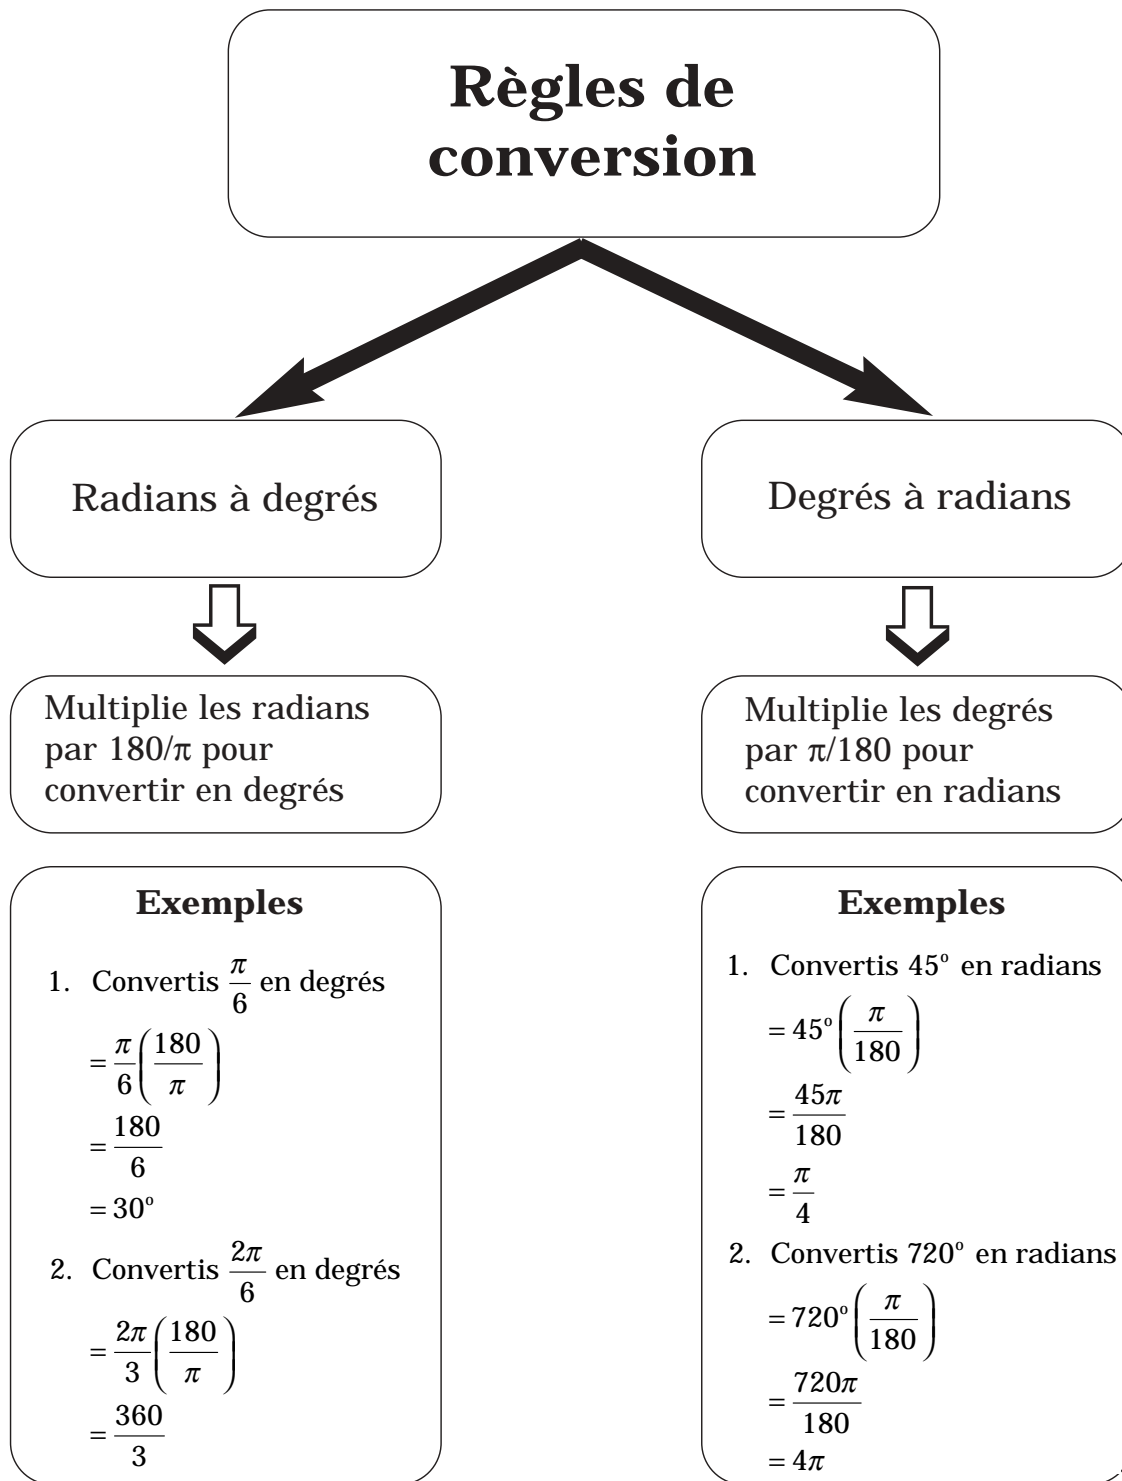 Règles de
conversion
Radians à degrés
Multiplie les radians
par 180/π pour
convertir en degrés
Exemples
1. Convertis π/6 en degrés
= π/6 (180/π)
= 180/6
= 30°
2. Convertis 2π/6 en degrés
= 2π/3 (180/π)
= 360/3
Degrés à radians
Multiplie les degrés
par π/180 pour
convertir en radians
Exemples
1. Convertis 45° en radians
= 45° (π/180)
= 45π/180
= π/4
2. Convertis 720° en radians
= 720° (π/180)
= 720π/180
= 4π